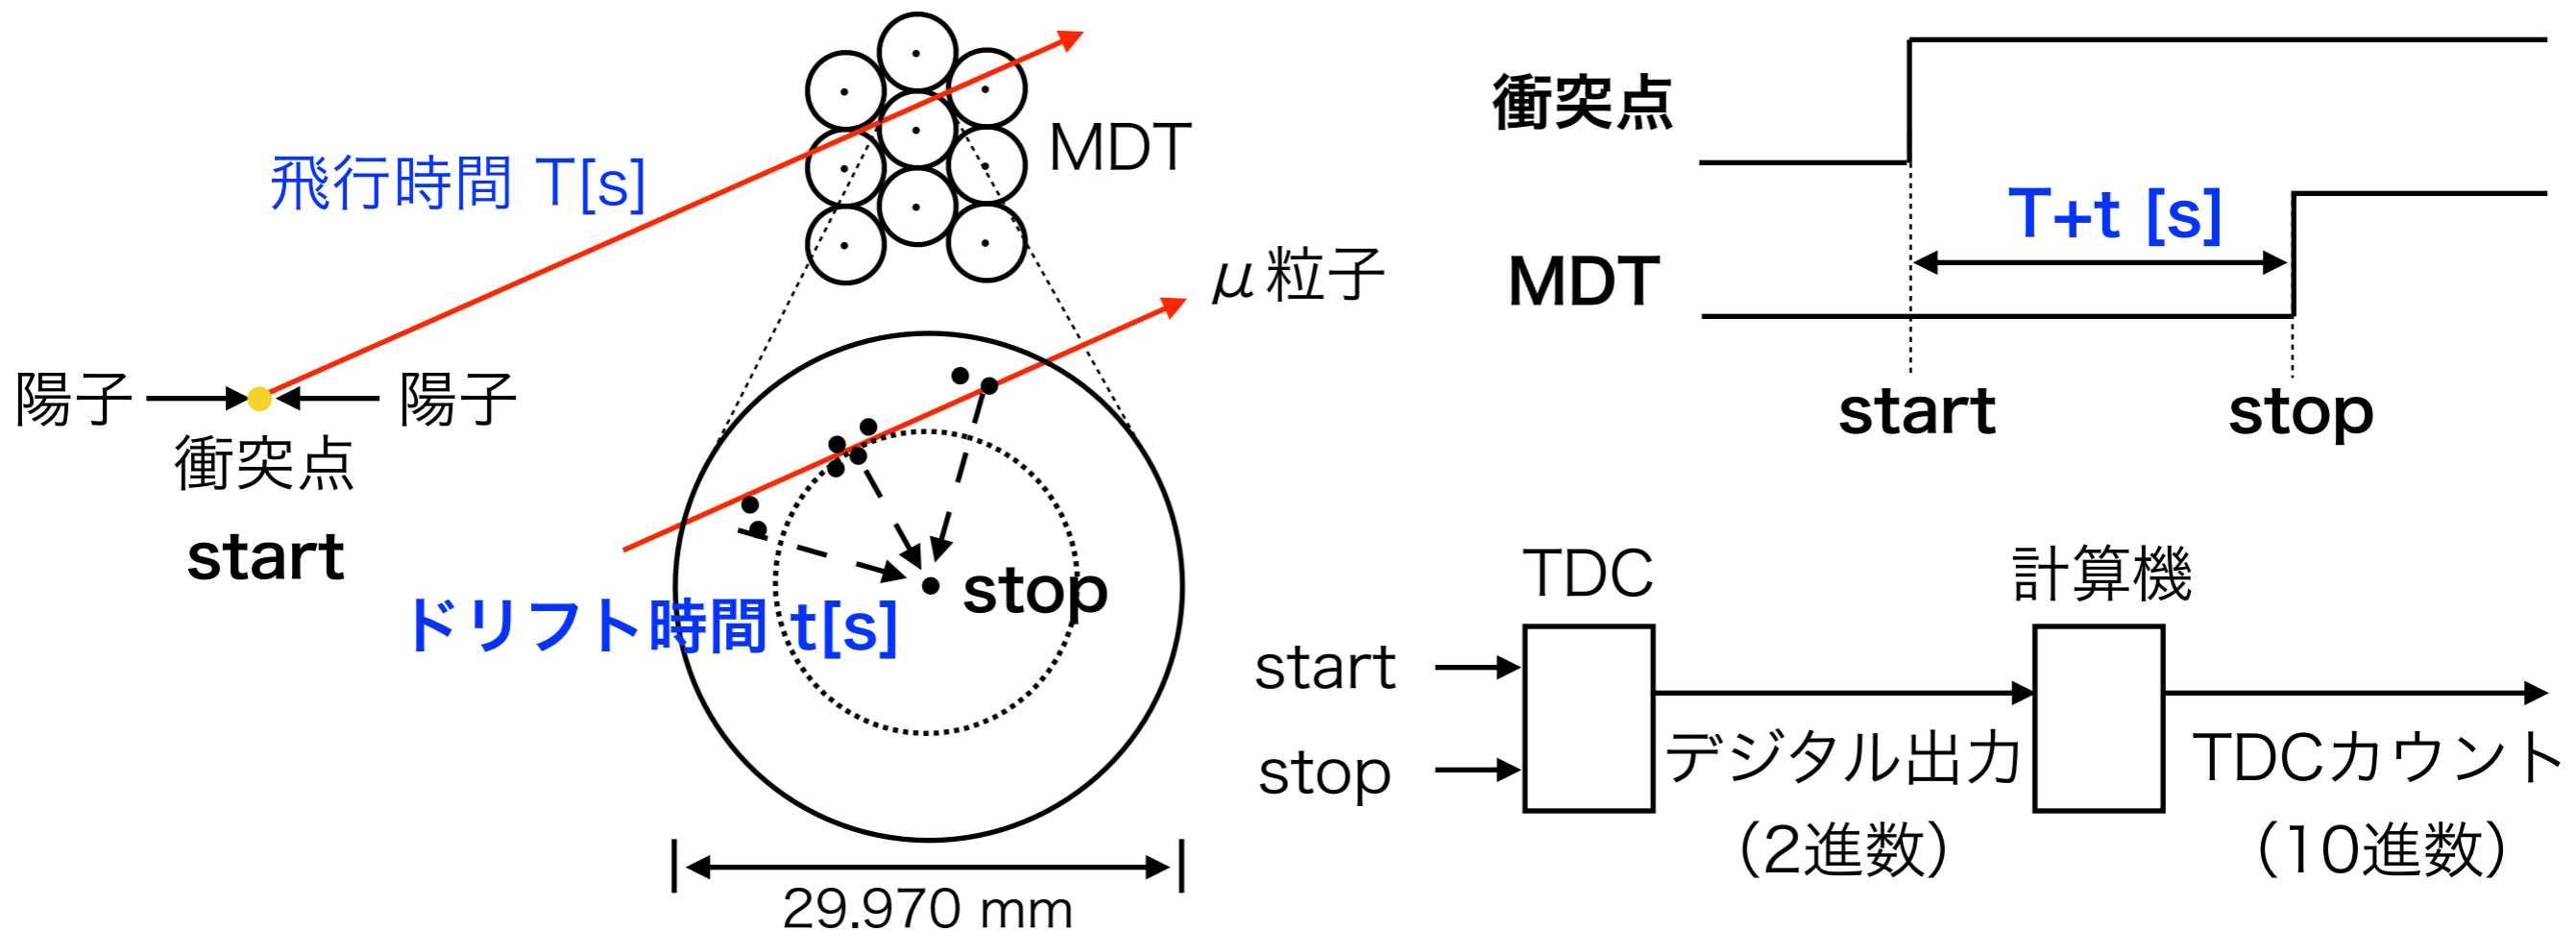 飛行時間 T[s]
MDT
μ粒子
陽子
陽子
衝突点
start
ドリフト時間 t[s]
stop
29.970 mm
衝突点
T+t [s]
MDT
start
stop
TDC
計算機
start
stop
デジタル出力
(2進数)
TDCカウント
(10進数)